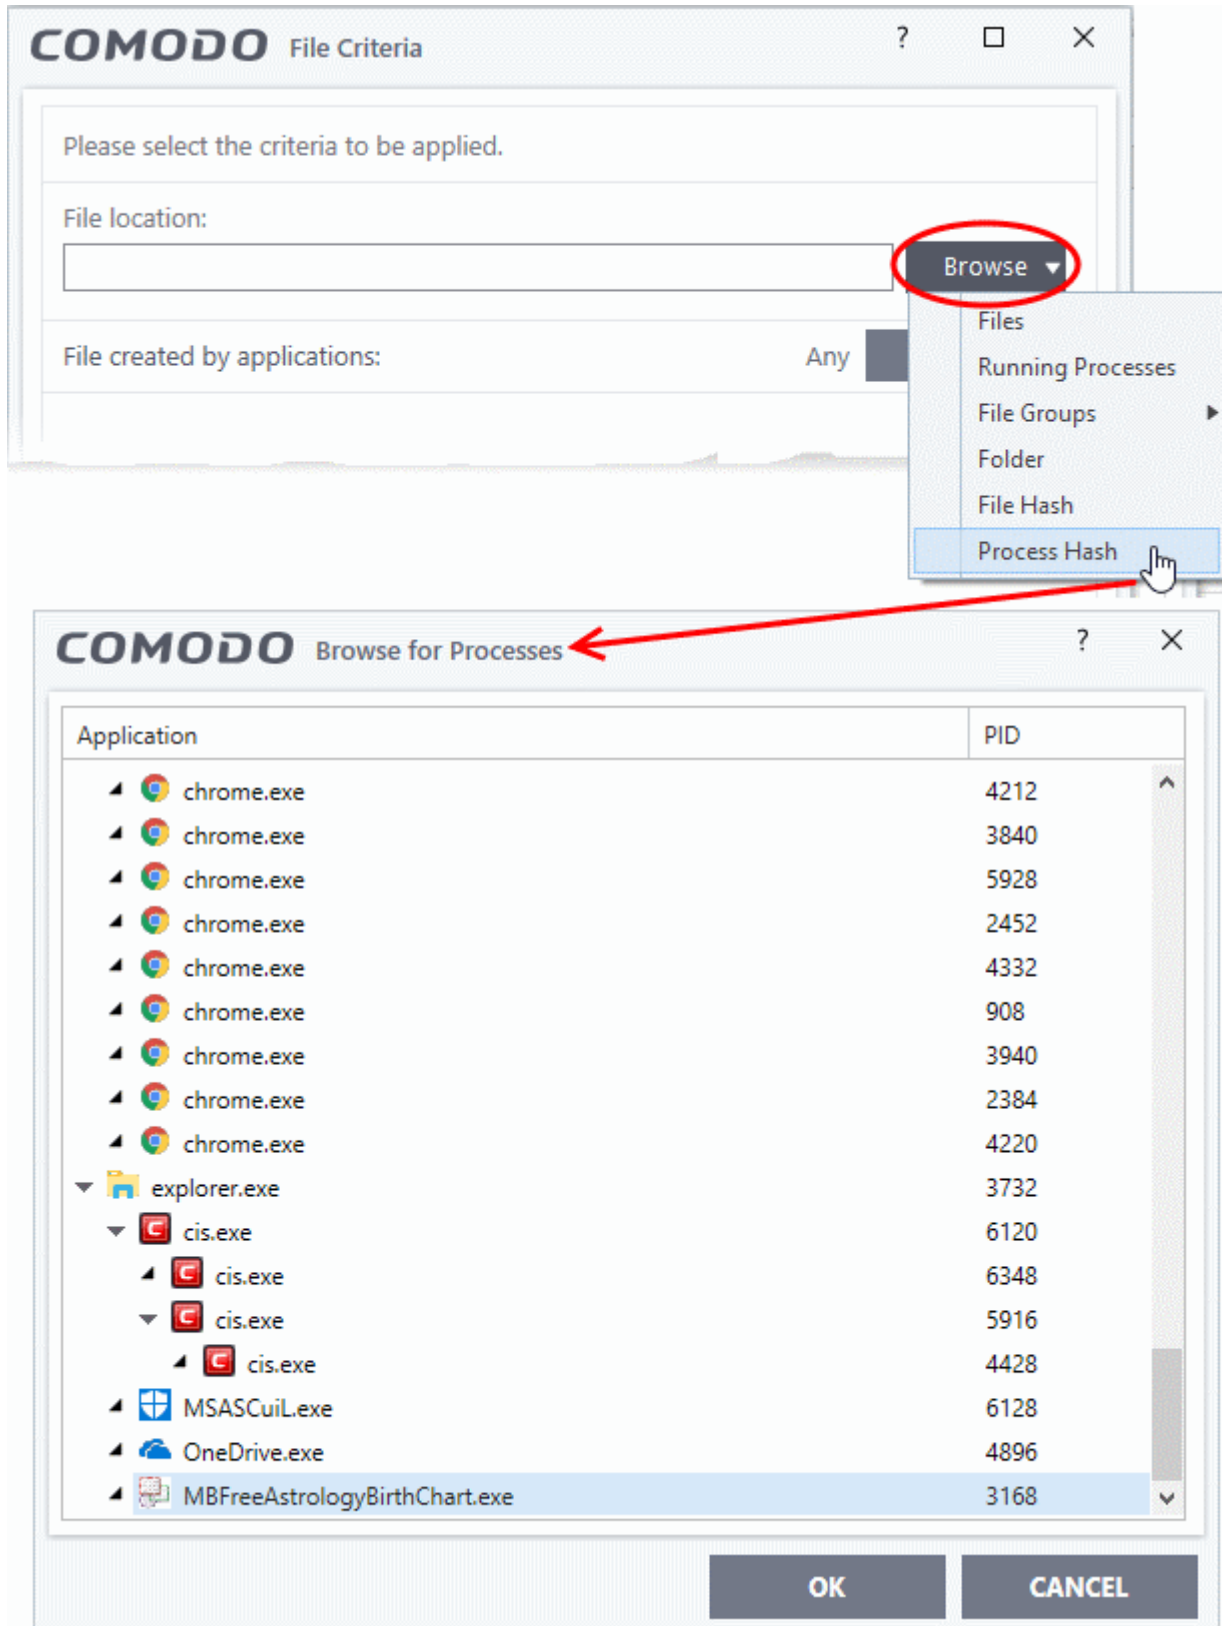 COMODO File Criteria ?
Please select the criteria to be applied.
File location:
Browse
Files
File created by applications: Any
Running Processes
File Groups
Folder
File Hash
Process Hash
COMODO Browse for Processes ?
Application PID
chrome.exe 4212
chrome.exe 3840
chrome.exe 5928
chrome.exe 2452
chrome.exe 4332
chrome.exe 908
chrome.exe 3940
chrome.exe 2384
chrome.exe 4220
explorer.exe 3732
cis.exe 6120
cis.exe 6348
cis.exe 5916
cis.exe 4428
MSASCuiL.exe 6128
OneDrive.exe 4896
MBFreeAstrologyBirthChart.exe 3168
OK CANCEL